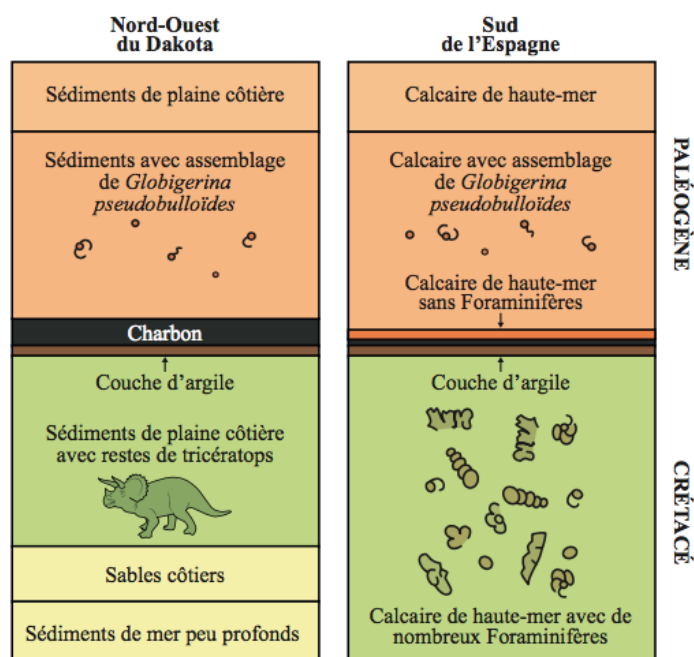 Nord-Ouest
du Dakota
Sédiments de plaine côtière
Sédiments avec assemblage
de Globigerina
pseudobulloïdes
Charbon
Couche d'argile
Sédiments de plaine côtière
avec restes de tricératops
Sables côtiers
Sédiments de mer peu profonds
Sud
de l'Espagne
Calcaire de haute-mer
Calcaire avec assemblage
de Globigerina
pseudobulloïdes
Calcaire de haute-mer
sans Foraminifères
Couche d'argile
Calcaire de haute-mer avec de
nombreux Foraminifères
PALÉOGÈNE
CRÉTACÉ